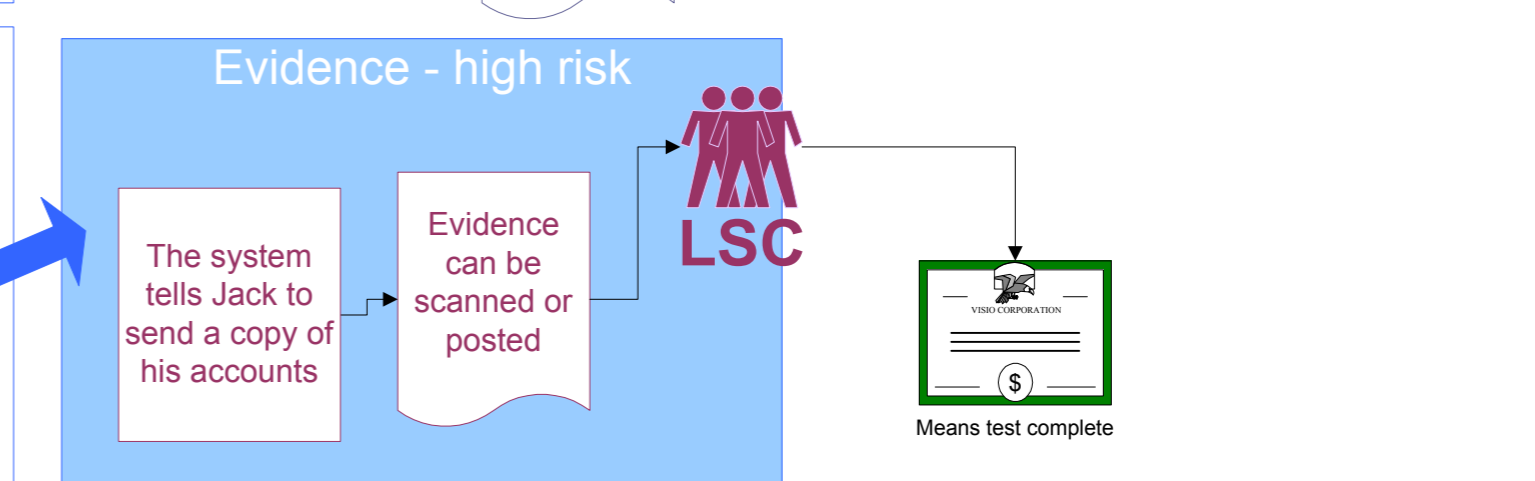 Evidence - high risk
The system
tells Jack to
send a copy of
his accounts
Evidence
can be
scanned or
posted
LSC
VISIO CORPORATION
$
Means test complete